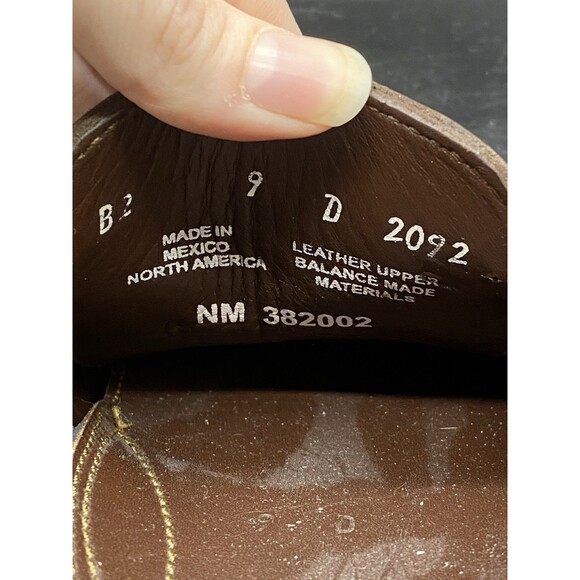 B2 9 D 2092
MADE IN
MEXICO
NORTH AMERICA
LEATHER UPPER
BALANCE MADE
MATERIALS
NM 382002
9 D